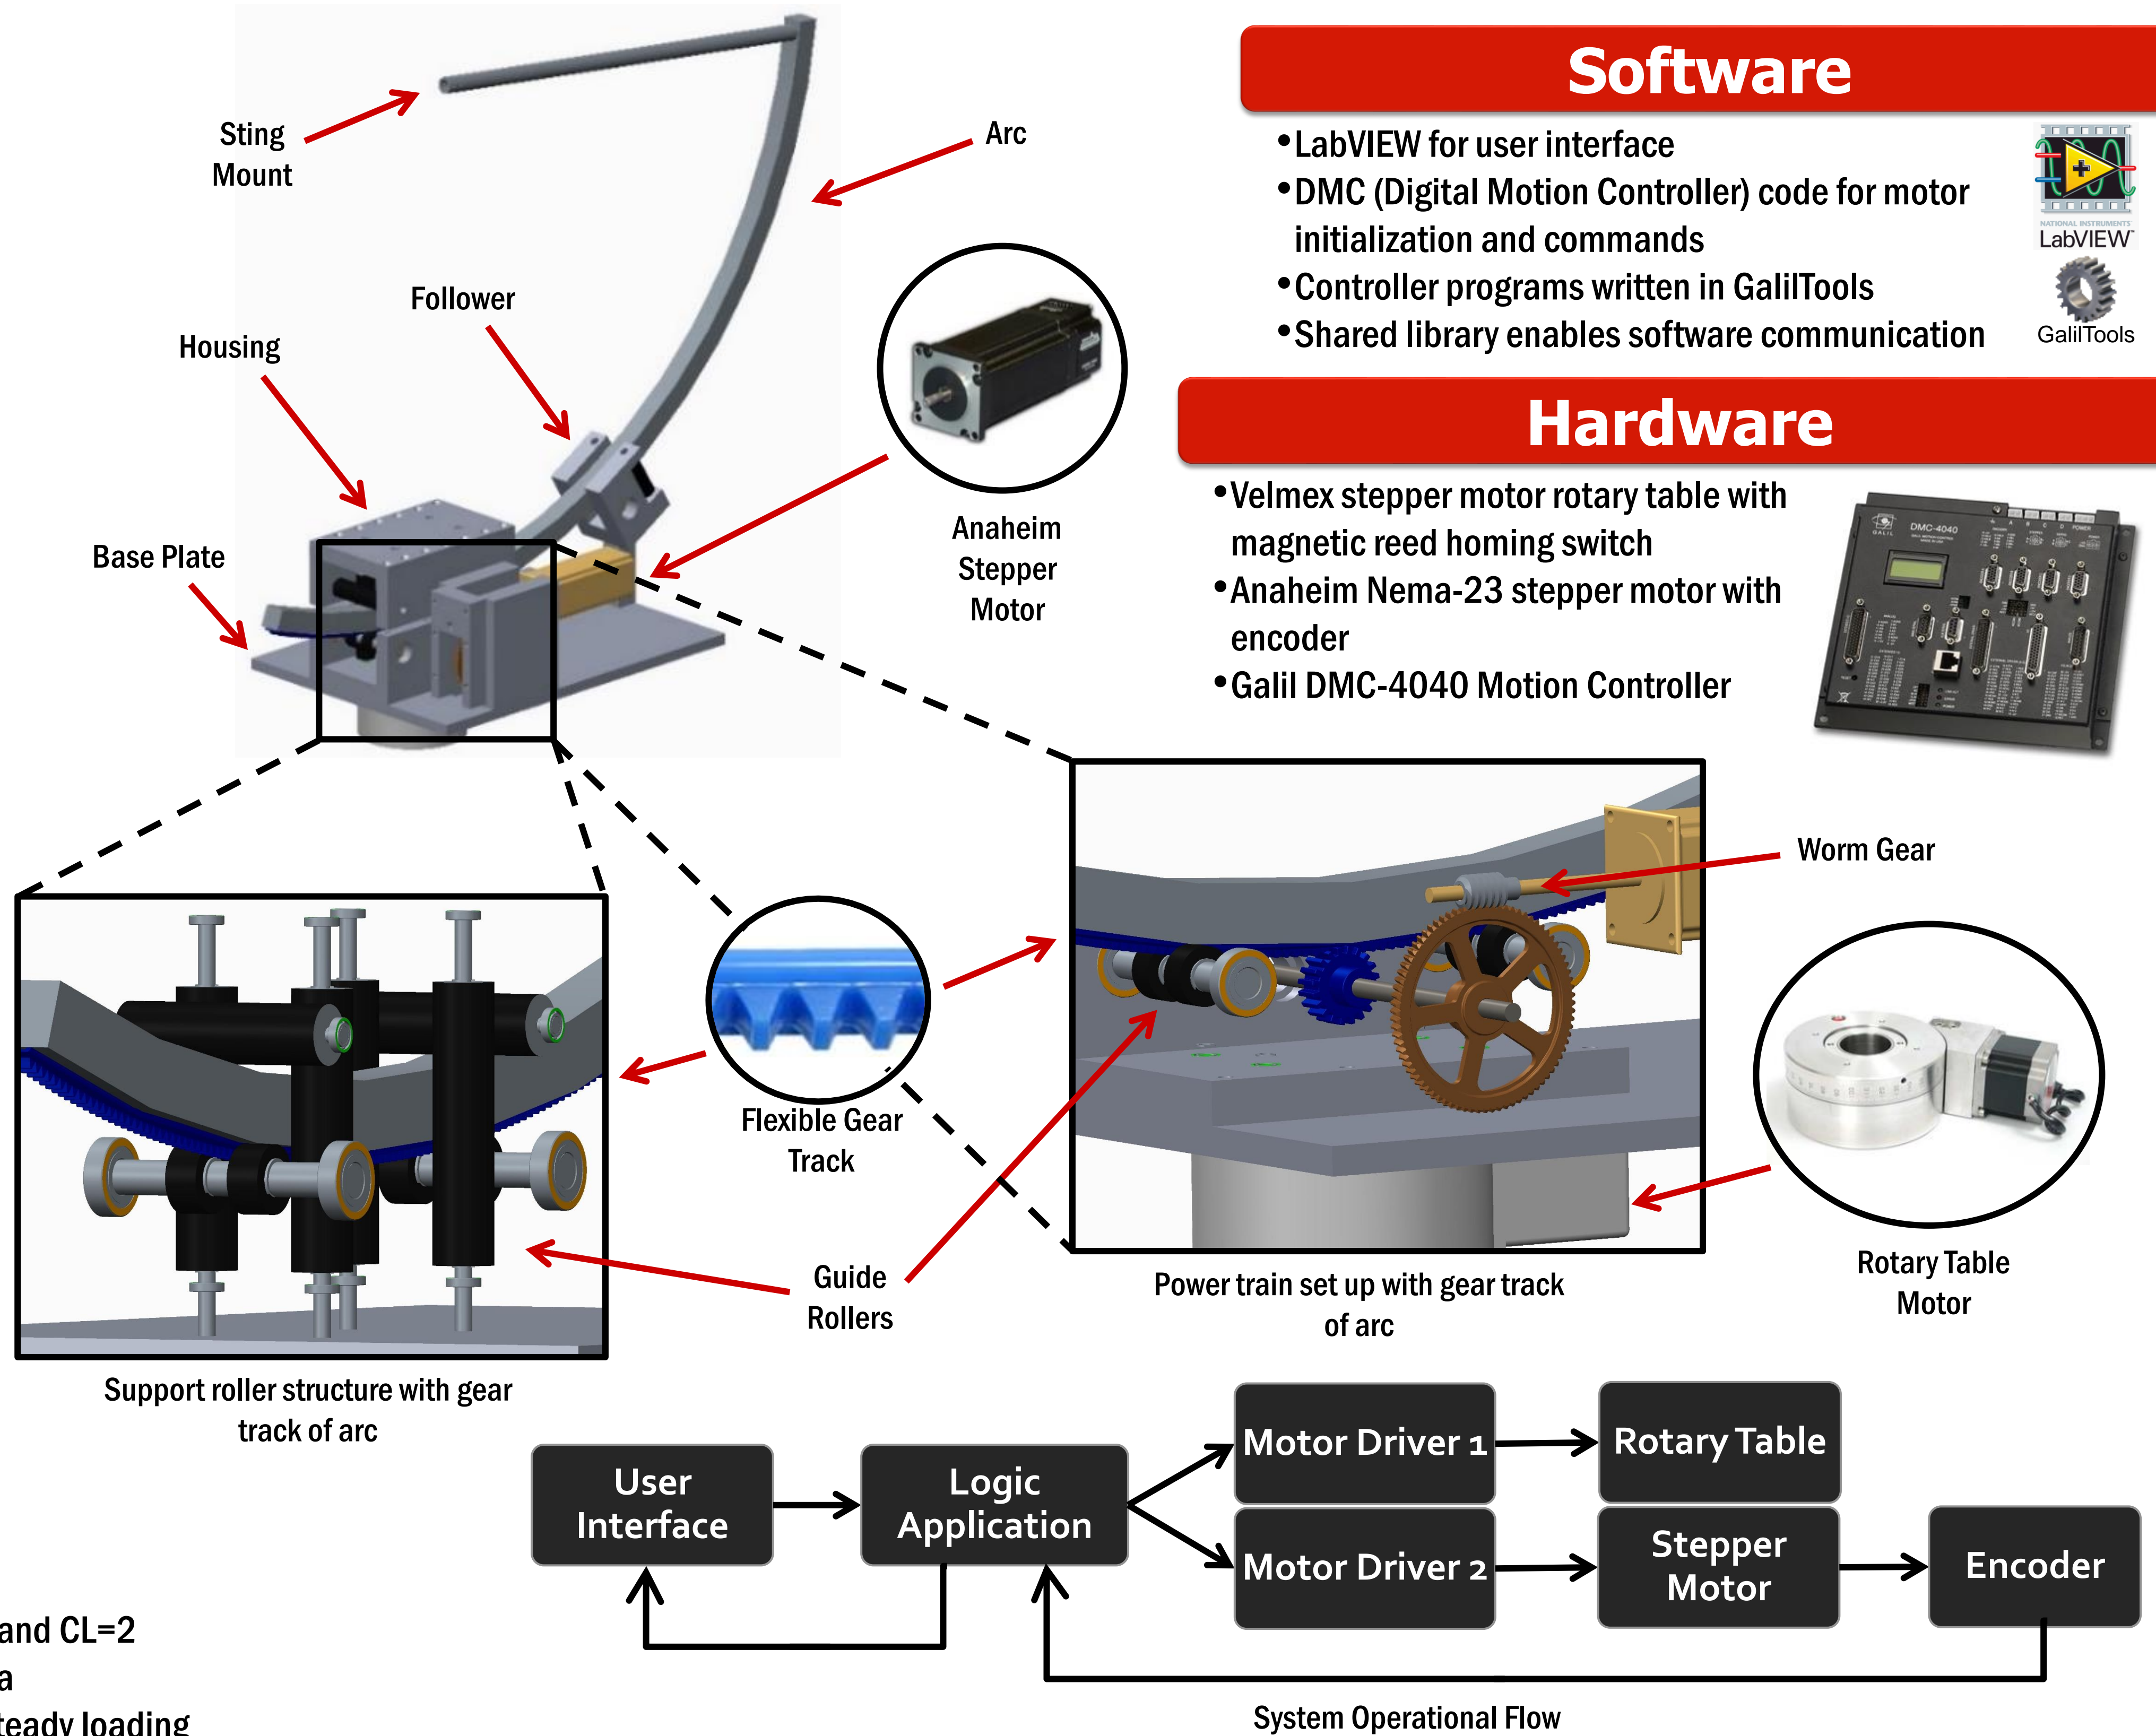 Software
•LabVIEW for user interface
•DMC (Digital Motion Controller) code for motor
initialization and commands
•Controller programs written in GalilTools
•Shared library enables software communication
NATIONAL INSTRUMENTS
LabVIEW™
GalilTools
Hardware
•Velmex stepper motor rotary table with
magnetic reed homing switch
•Anaheim Nema-23 stepper motor with
encoder
•Galil DMC-4040 Motion Controller
GALIL
DMC-4040
Sting
Mount
Arc
Follower
Housing
Base Plate
Anaheim
Stepper
Motor
Worm Gear
Flexible Gear
Track
Guide
Rollers
Rotary Table
Motor
Power train set up with gear track
of arc
Support roller structure with gear
track of arc
User
Interface
Logic
Application
Motor Driver 1
Rotary Table
Motor Driver 2
Stepper
Motor
Encoder
System Operational Flow
and CL=2
a
teady loading